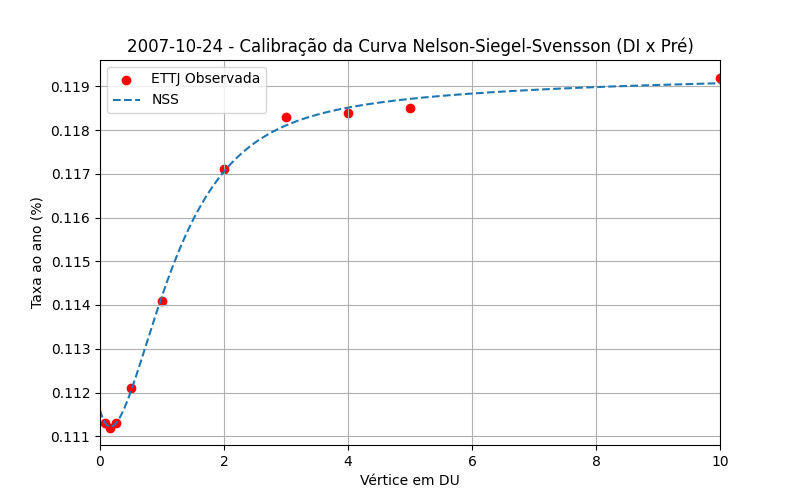 2007-10-24 - Calibração da Curva Nelson-Siegel-Svensson (DI x Pré)
ETTJ Observada
NSS
Taxa ao ano (%)
0.119
0.118
0.117
0.116
0.115
0.114
0.113
0.112
0.111
0 2 4 6 8 10
Vértice em DU